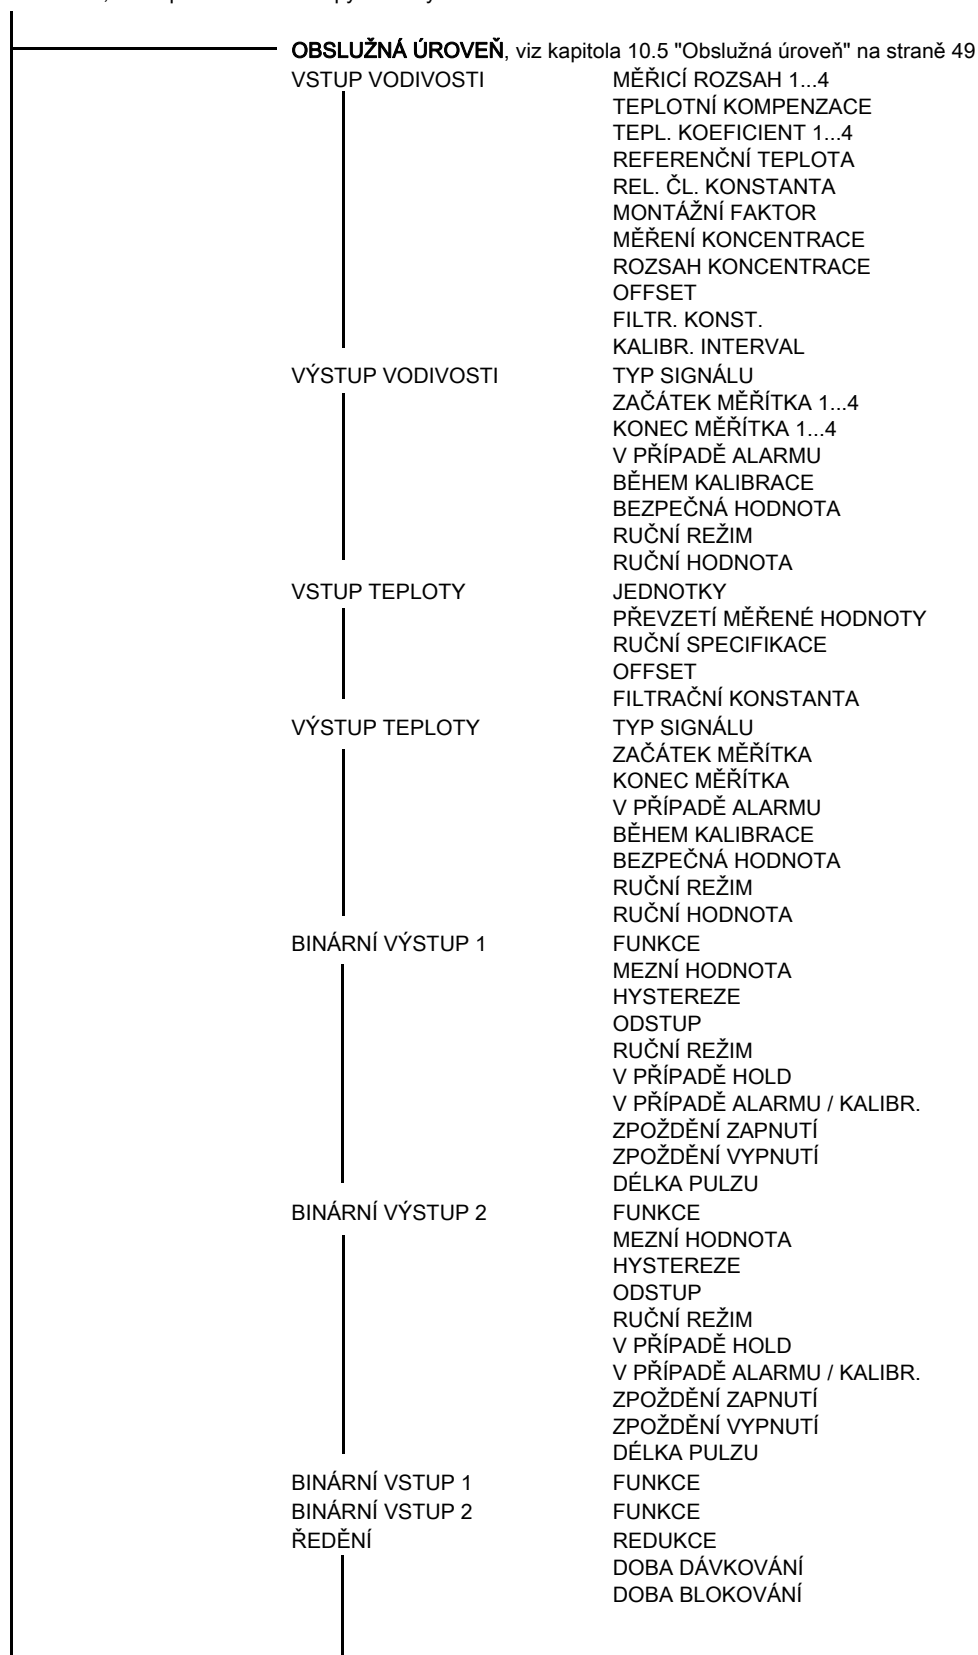 OBSLUŽNÁ ÚROVEŇ, viz kapitola 10.5 "Obslužná úroveň" na straně 49
VSTUP VODIVOSTI MĚŘICÍ ROZSAH 1...4
TEPLOTNÍ KOMPENZACE
TEPL. KOEFICIENT 1...4
REFERENČNÍ TEPLOTA
REL. ČL. KONSTANTA
MONTÁŽNÍ FAKTOR
MĚŘENÍ KONCENTRACE
ROZSAH KONCENTRACE
OFFSET
FILTR. KONST.
KALIBR. INTERVAL
VÝSTUP VODIVOSTI TYP SIGNÁLU
ZAČÁTEK MĚŘÍTKA 1...4
KONEC MĚŘÍTKA 1...4
V PŘÍPADĚ ALARMU
BĚHEM KALIBRACE
BEZPEČNÁ HODNOTA
RUČNÍ REŽIM
RUČNÍ HODNOTA
VSTUP TEPLOTY JEDNOTKY
PŘEVZETÍ MĚŘENÉ HODNOTY
RUČNÍ SPECIFIKACE
OFFSET
FILTRAČNÍ KONSTANTA
VÝSTUP TEPLOTY TYP SIGNÁLU
ZAČÁTEK MĚŘÍTKA
KONEC MĚŘÍTKA
V PŘÍPADĚ ALARMU
BĚHEM KALIBRACE
BEZPEČNÁ HODNOTA
RUČNÍ REŽIM
RUČNÍ HODNOTA
BINÁRNÍ VÝSTUP 1 FUNKCE
MEZNÍ HODNOTA
HYSTEREZE
ODSTUP
RUČNÍ REŽIM
V PŘÍPADĚ HOLD
V PŘÍPADĚ ALARMU / KALIBR.
ZPOŽDĚNÍ ZAPNUTÍ
ZPOŽDĚNÍ VYPNUTÍ
DÉLKA PULZU
BINÁRNÍ VÝSTUP 2 FUNKCE
MEZNÍ HODNOTA
HYSTEREZE
ODSTUP
RUČNÍ REŽIM
V PŘÍPADĚ HOLD
V PŘÍPADĚ ALARMU / KALIBR.
ZPOŽDĚNÍ ZAPNUTÍ
ZPOŽDĚNÍ VYPNUTÍ
DÉLKA PULZU
BINÁRNÍ VSTUP 1 FUNKCE
BINÁRNÍ VSTUP 2 FUNKCE
ŘEDĚNÍ REDUKCE
DOBA DÁVKOVÁNÍ
DOBA BLOKOVÁNÍ